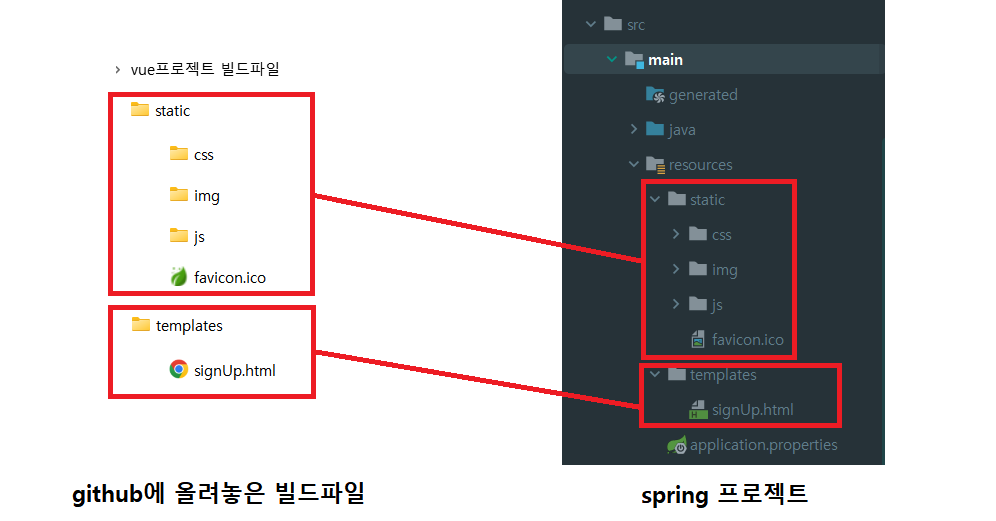 vue프로젝트 빌드파일
static
css
img
js
favicon.ico
templates
signUp.html
github에 올려놓은 빌드파일
src
main
generated
java
resources
static
css
img
js
favicon.ico
templates
signUp.html
application.properties
spring 프로젝트